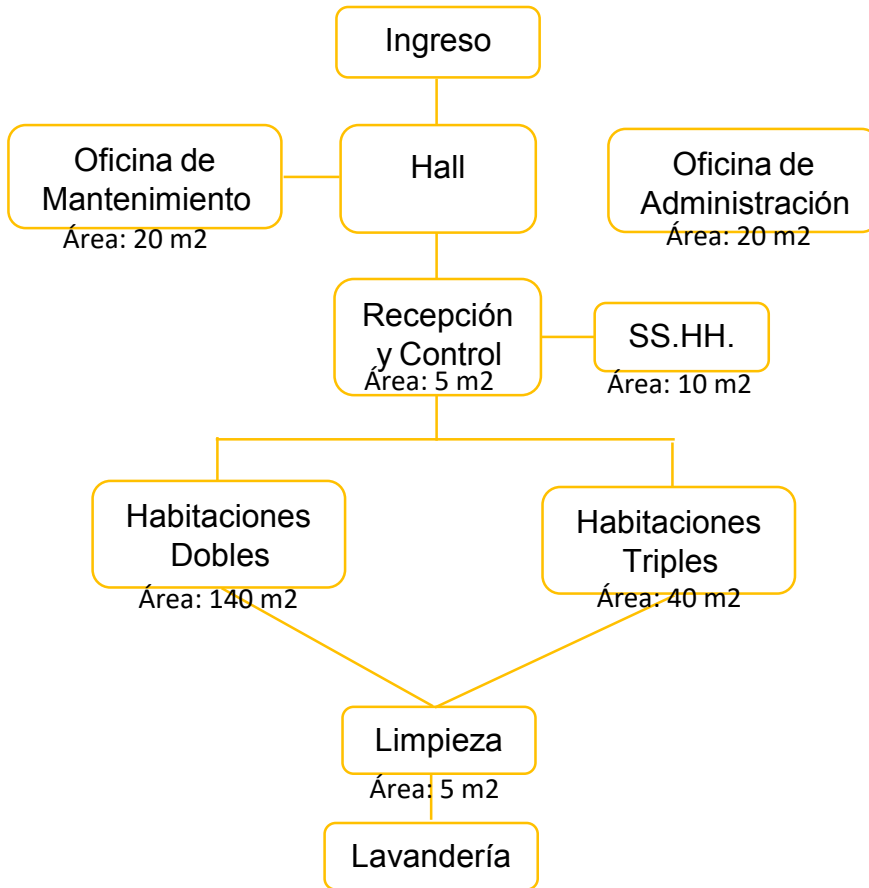 Ingreso
Oficina de
Mantenimiento
Área: 20 m2
Hall
Oficina de
Administración
Área: 20 m2
Recepción
y Control
Área: 5 m2
SS.HH.
Área: 10 m2
Habitaciones
Dobles
Área: 140 m2
Habitaciones
Triples
Área: 40 m2
Limpieza
Área: 5 m2
Lavandería